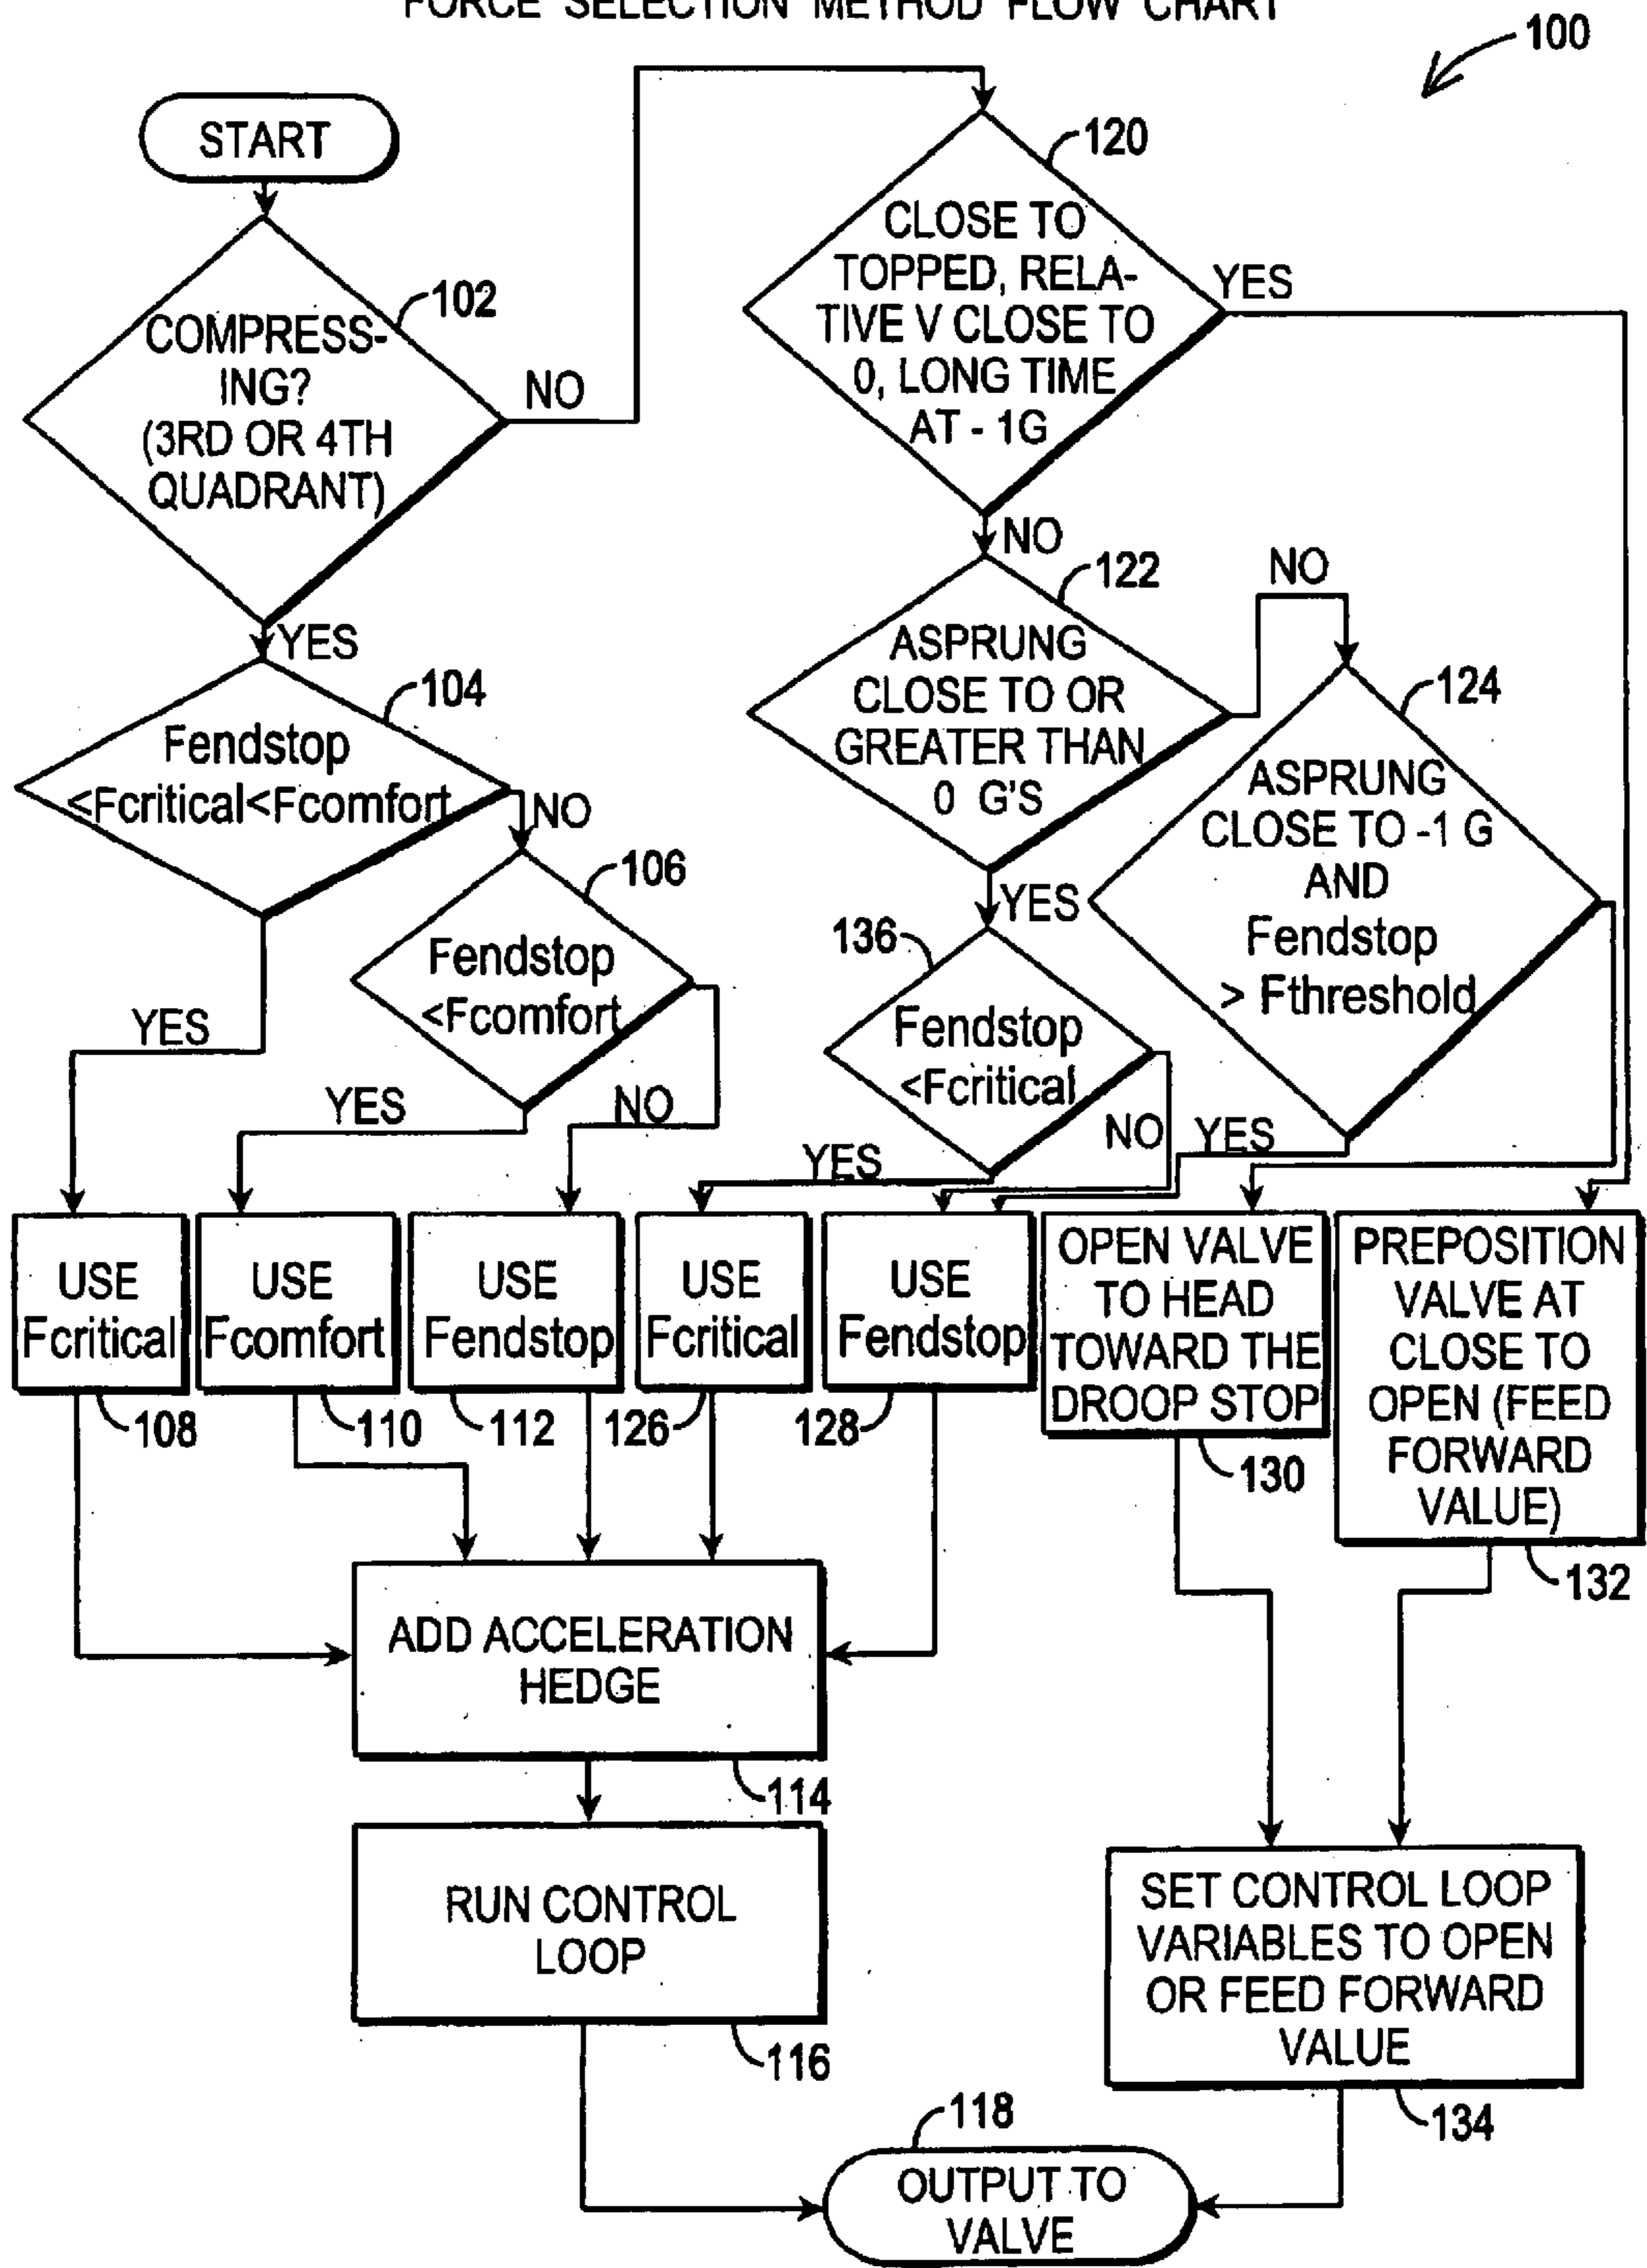 FORCE SELECTION METHOD FLOW CHART
100
START
COMPRESS-
ING?
(3RD OR 4TH
QUADRANT)
102
NO
YES
CLOSE TO
TOPPED, RELA-
TIVE V CLOSE TO
0, LONG TIME
AT - 1G
120
YES
NO
Fendstop
<Fcritical<Fcomfort
104
NO
YES
Fendstop
<Fcomfort
106
YES
NO
ASPRUNG
CLOSE TO OR
GREATER THAN
0 G'S
122
NO
YES
ASPRUNG
CLOSE TO -1 G
AND
Fendstop
> Fthreshold
124
YES
136
Fendstop
<Fcritical
YES
NO
USE
Fcritical
108
USE
Fcomfort
110
USE
Fendstop
112
USE
Fcritical
126
USE
Fendstop
128
OPEN VALVE
TO HEAD
TOWARD THE
DROOP STOP
130
PREPOSITION
VALVE AT
CLOSE TO
OPEN (FEED
FORWARD
VALUE)
132
ADD ACCELERATION
HEDGE
114
RUN CONTROL
LOOP
116
SET CONTROL LOOP
VARIABLES TO OPEN
OR FEED FORWARD
VALUE
134
118
OUTPUT TO
VALVE